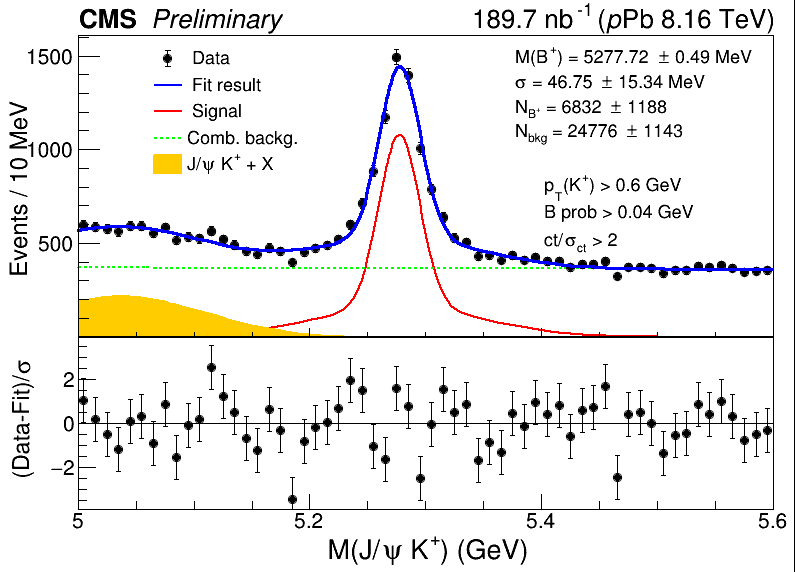 CMS Preliminary 189.7 nb⁻¹ (pPb 8.16 TeV)
Events / 10 MeV
1500
1000
500
Data
Fit result
Signal
Comb. backg.
J/ψ K⁺ + X
M(B⁺) = 5277.72 ± 0.49 MeV
σ = 46.75 ± 15.34 MeV
N_B⁺ = 6832 ± 1188
N_bkg = 24776 ± 1143
p_T(K⁺) > 0.6 GeV
B prob > 0.04 GeV
ct/σ_ct > 2
(Data-Fit)/σ
2
0
−2
5 5.2 5.4 5.6
M(J/ψ K⁺) (GeV)